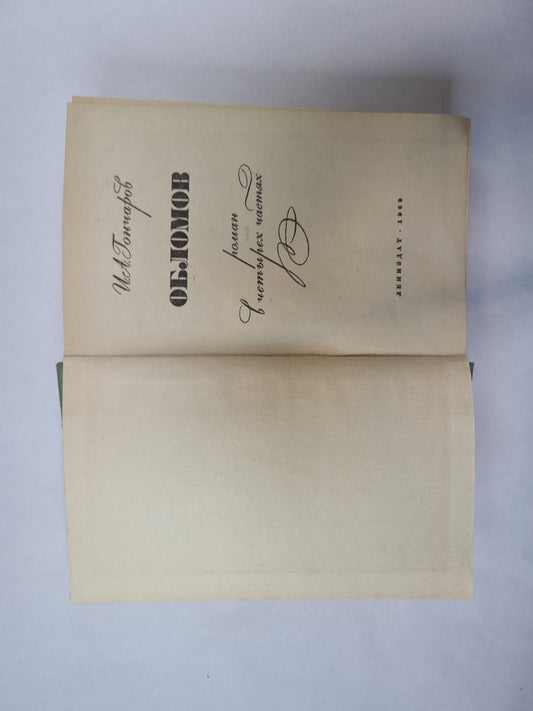 И.А. Гончаров
ОБЛОМОВ
роман
в четырех частях
ЛЕНИЗДАТ · 1969